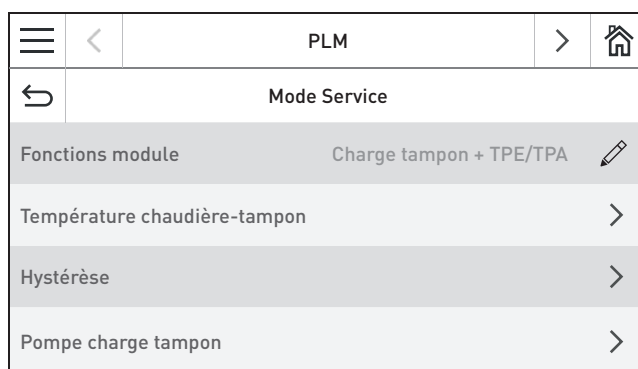 PLM
Mode Service
Fonctions module Charge tampon + TPE/TPA
Température chaudière-tampon
Hystérèse
Pompe charge tampon